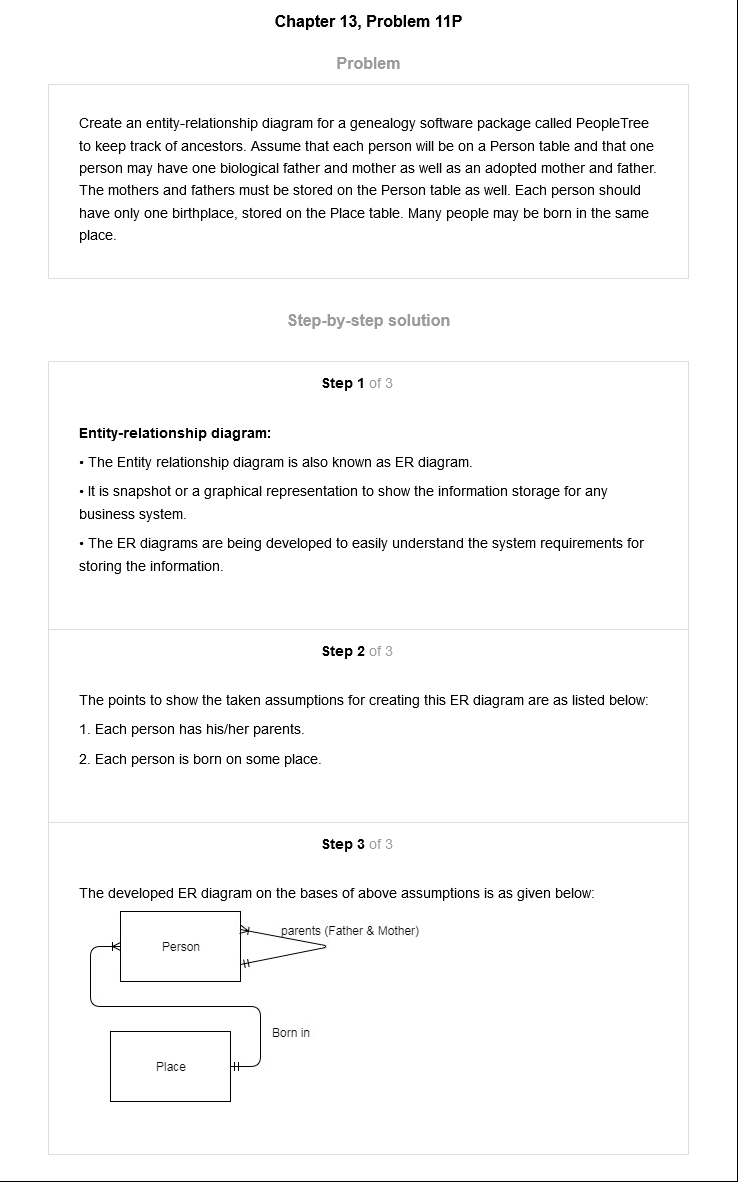 Chapter 13, Problem 11P
Problem
Create an entity-relationship diagram for a genealogy software package called PeopleTree
to keep track of ancestors. Assume that each person will be on a Person table and that one
person may have one biological father and mother as well as an adopted mother and father.
The mothers and fathers must be stored on the Person table as well. Each person should
have only one birthplace, stored on the Place table. Many people may be born in the same
place.
Step-by-step solution
Step 1 of 3
Entity-relationship diagram:
• The Entity relationship diagram is also known as ER diagram.
• It is snapshot or a graphical representation to show the information storage for any
business system.
• The ER diagrams are being developed to easily understand the system requirements for
storing the information.
Step 2 of 3
The points to show the taken assumptions for creating this ER diagram are as listed below:
1. Each person has his/her parents.
2. Each person is born on some place.
Step 3 of 3
The developed ER diagram on the bases of above assumptions is as given below:
parents (Father & Mother)
Person
Born in
Place